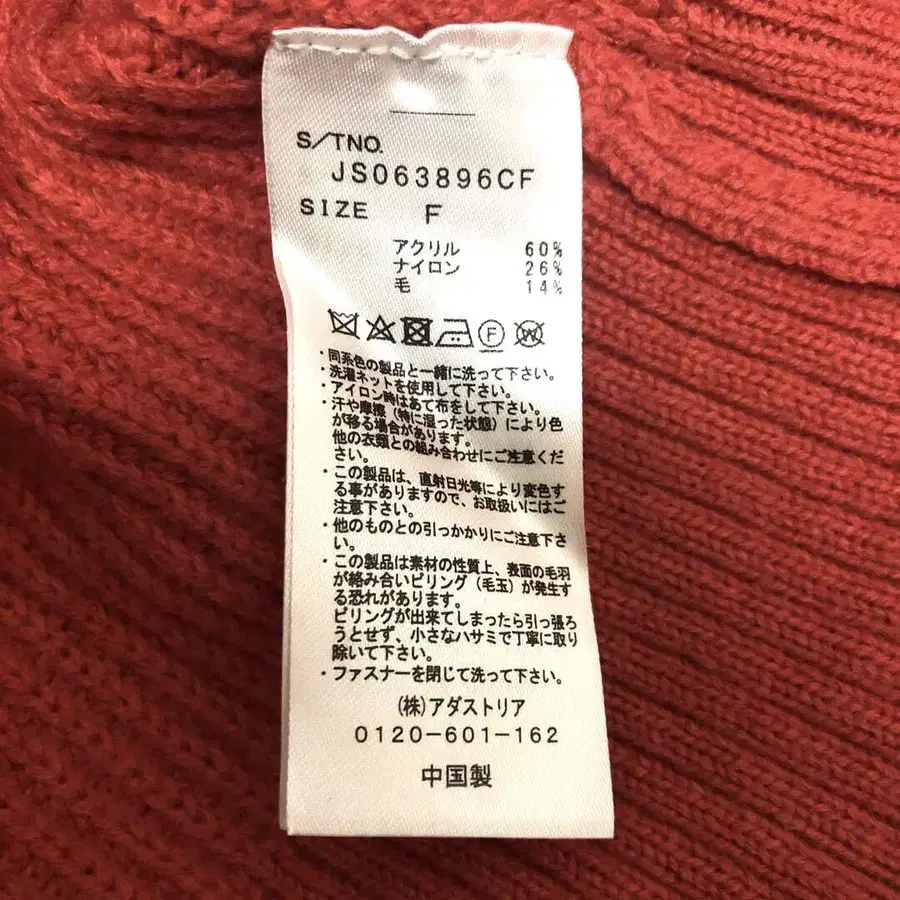 S/TNO.
JS063896CF
SIZE F
アクリル 60%
ナイロン 26%
毛 14%
F
W
・同系色の製品と一緒に洗って下さい。
・洗濯ネットを使用して下さい。
・アイロン時はあて布をして下さい。
・汗や摩擦（特に湿った状態）により色
が移る場合があります。
他の衣類との組み合わせにご注意くだ
さい。
・この製品は、直射日光等により変色す
る事がありますので、お取扱いにはご
注意下さい。
・他のものとの引っかかりにご注意下さ
い。
・この製品は素材の性質上、表面の毛羽
が絡み合いピリング（毛玉）が発生す
る恐れがあります。
ピリングが出来てしまったら引っ張ろ
うとせず、小さなハサミで丁寧に取り
除いて下さい。
・ファスナーを閉じて洗って下さい。
(株)アダストリア
0120-601-162
中国製